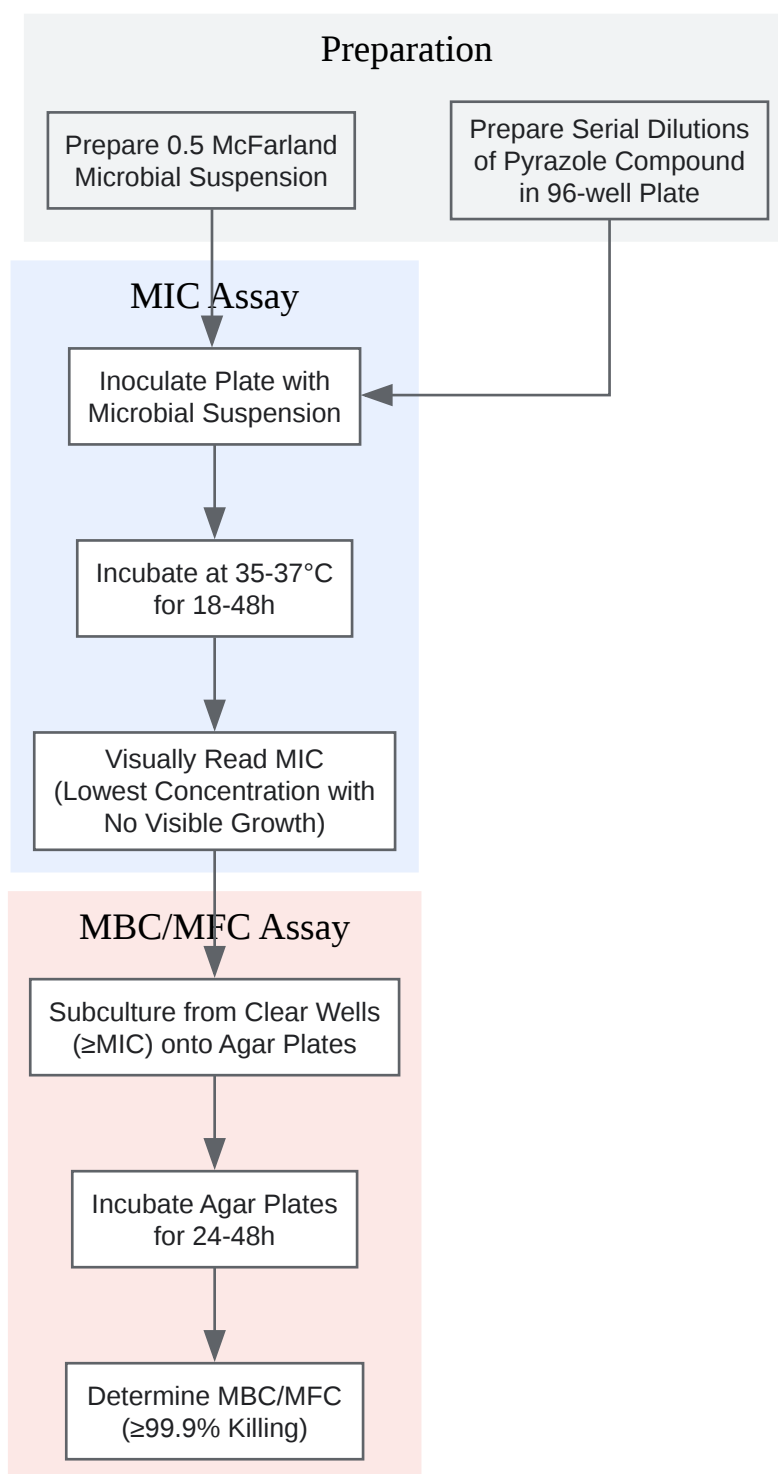 Preparation
Prepare 0.5 McFarland
Microbial Suspension
Prepare Serial Dilutions
of Pyrazole Compound
in 96-well Plate
MIC Assay
Inoculate Plate with
Microbial Suspension
Incubate at 35-37°C
for 18-48h
Visually Read MIC
(Lowest Concentration with
No Visible Growth)
MBC/MFC Assay
Subculture from Clear Wells
(≥MIC) onto Agar Plates
Incubate Agar Plates
for 24-48h
Determine MBC/MFC
(≥99.9% Killing)